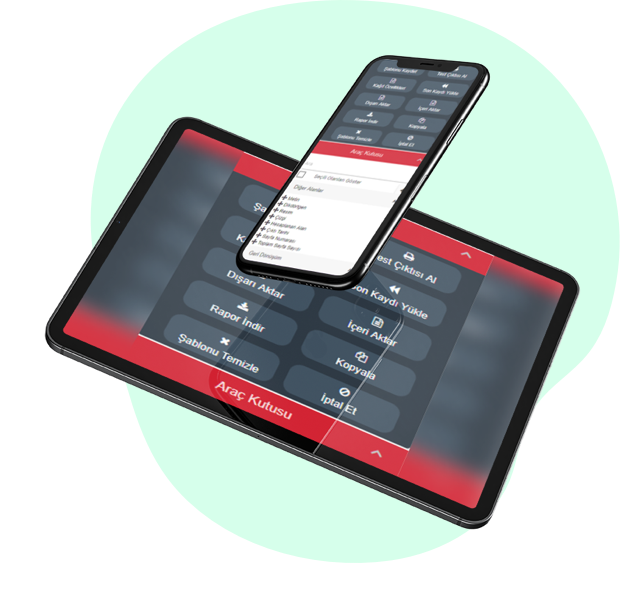 Şablonu Kaydet
Test Çıktısı Al
Kağıt Özellikleri
Son Kaydı Yükle
Dışarı Aktar
İçeri Aktar
Rapor İndir
Kopyala
Şablonu Temizle
İptal Et
Araç Kutusu
Seçili Olanları Göster
Diğer Alanlar
Metin
Dikdörtgen
Resim
Çizgi
Hesaplanan Alan
Çek Tarihi
Sayfa Numarası
Toplam Sayfa Sayısı
Geri Dönüşüm
Şa
est Çıktısı Al
K
on Kaydı Yükle
Dışarı Aktar
İçeri Aktar
Rapor İndir
Kopyala
Şablonu Temizle
İptal Et
Araç Kutusu